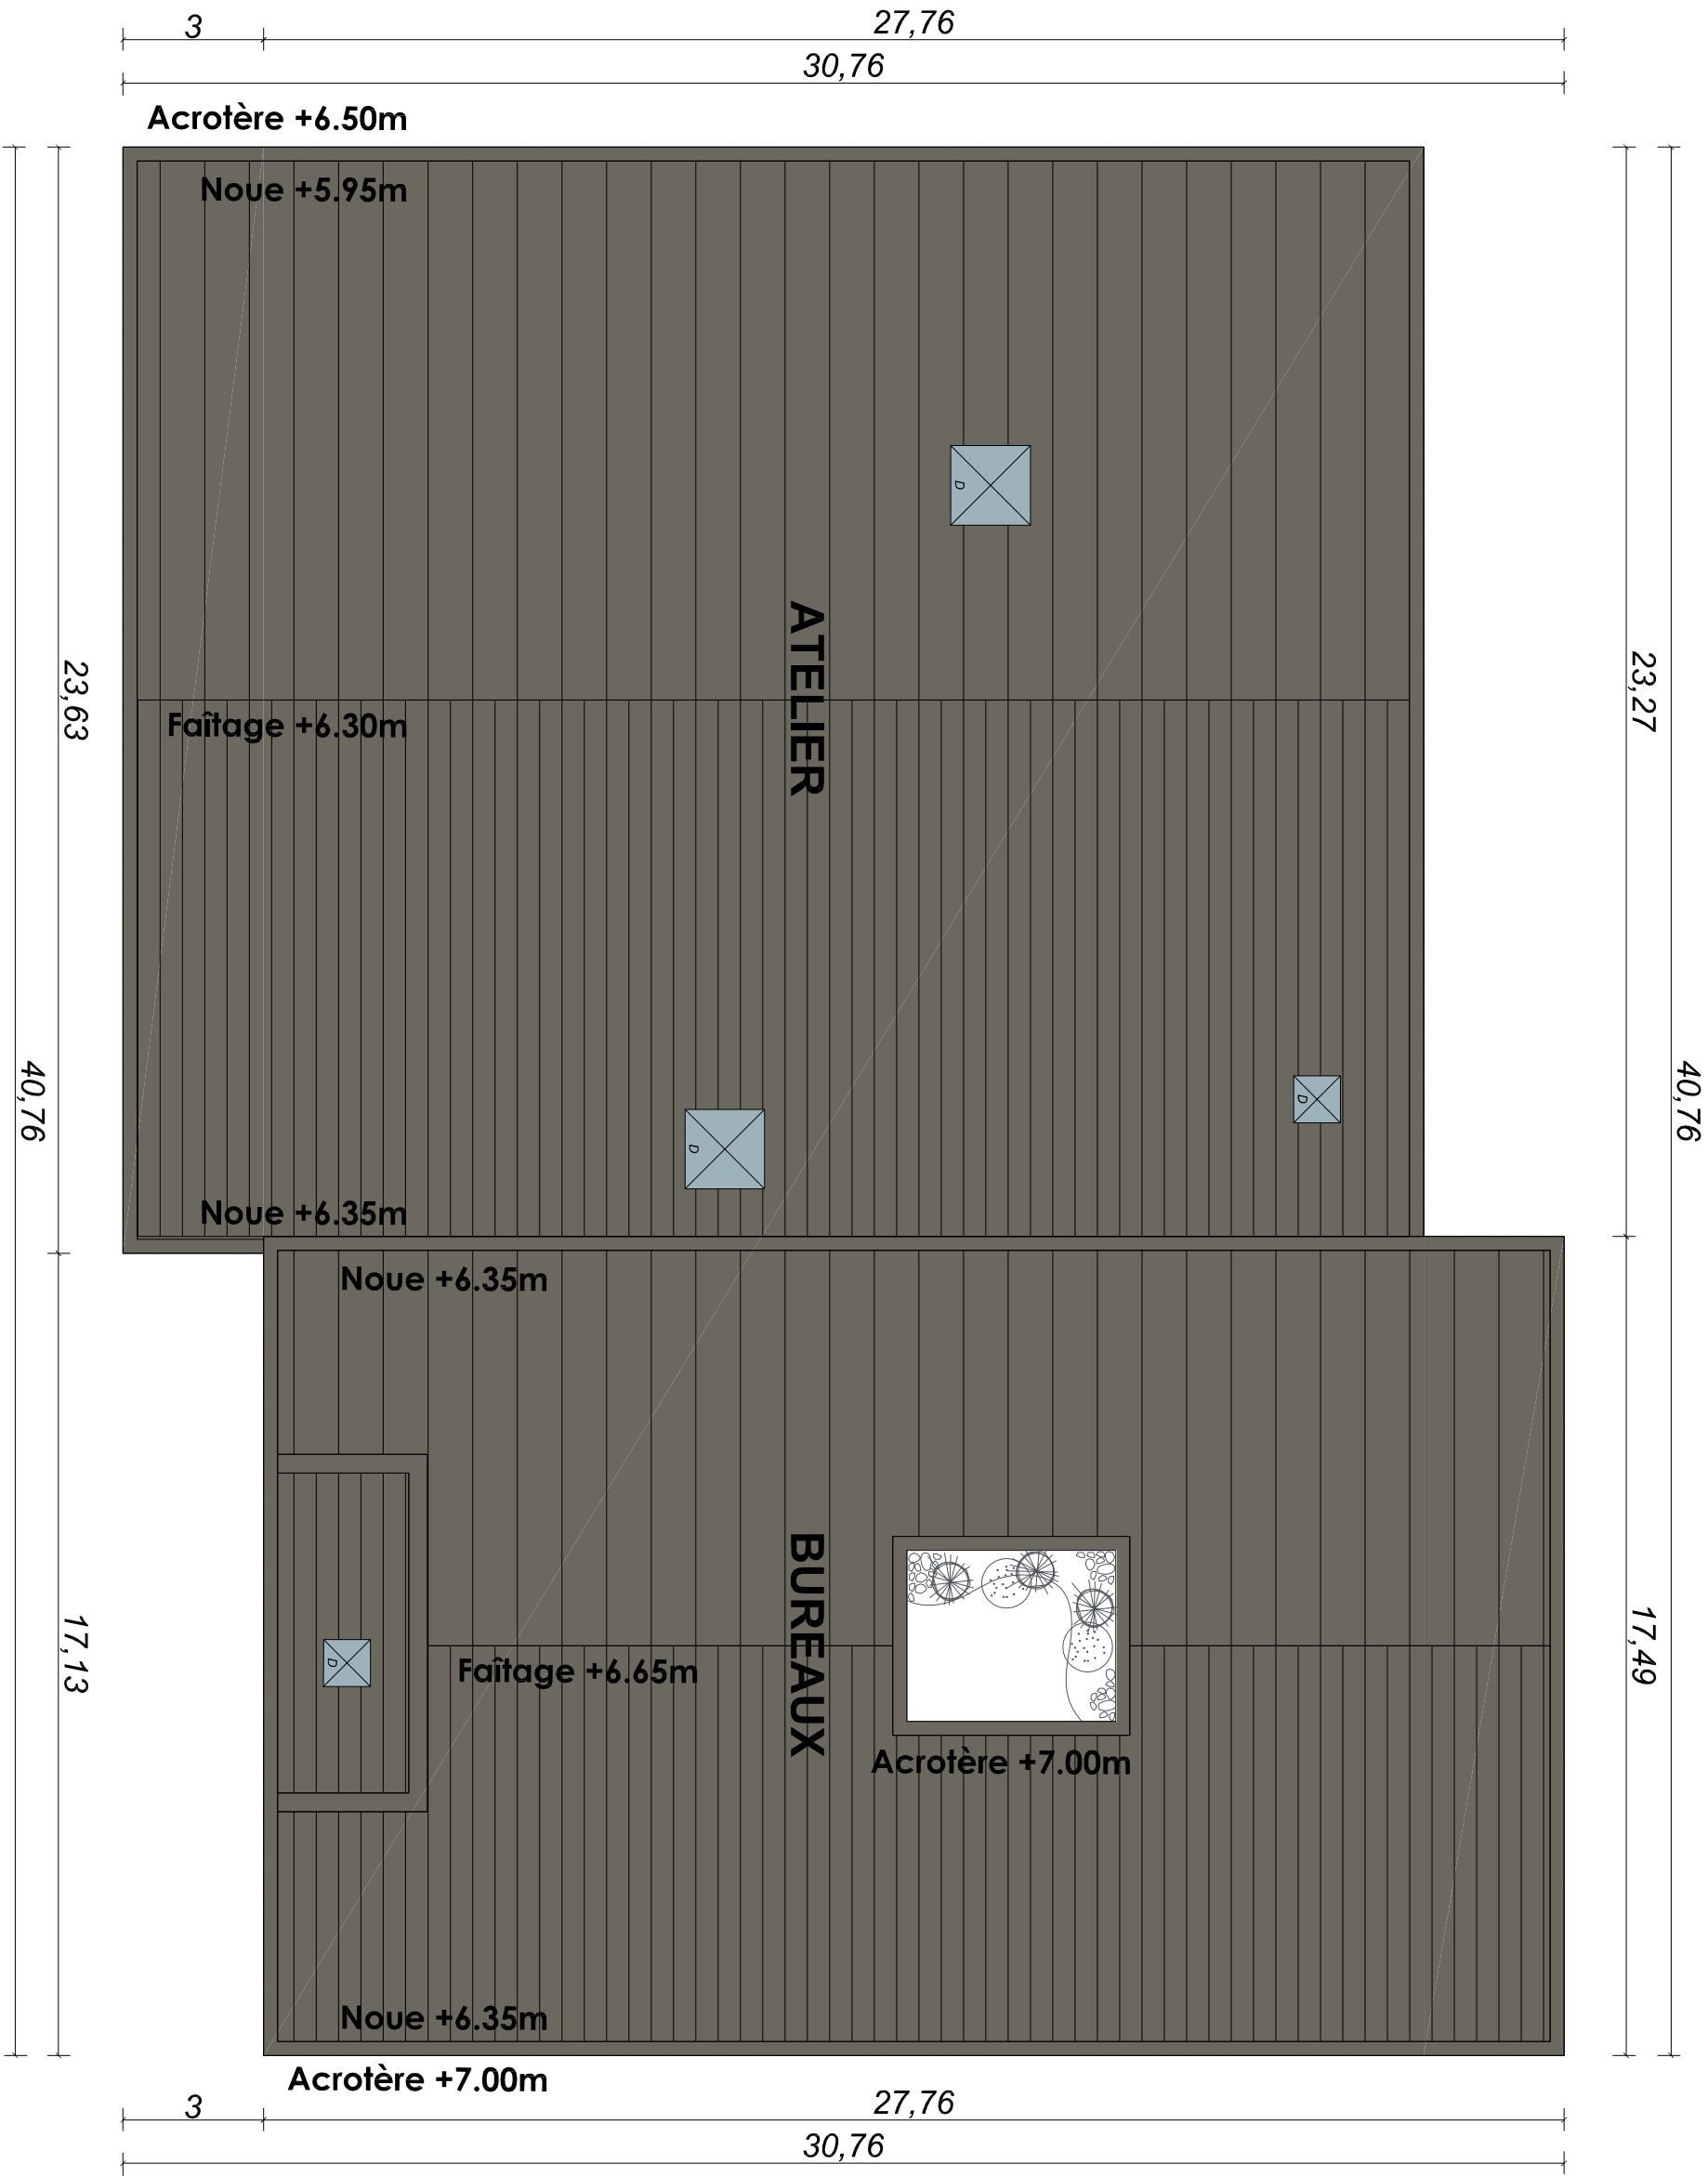 3
27,76
30,76
Acrotère +6.50m
Noue +5.95m
D
ATELIER
23,63
23,27
Faîtage +6.30m
40,76
40,76
D
D
Noue +6.35m
Noue +6.35m
BUREAUX
17,13
17,49
D
Faîtage +6.65m
Acrotère +7.00m
Noue +6.35m
Acrotère +7.00m
3
27,76
30,76